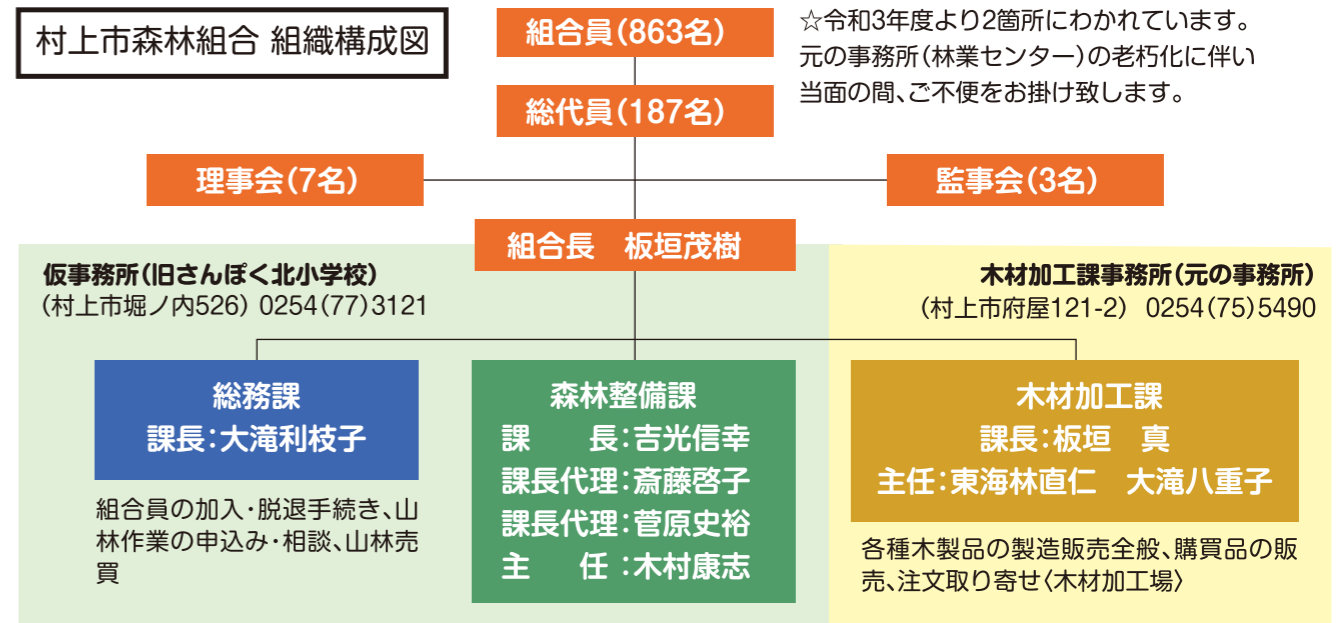 村上市森林組合 組織構成図
組合員(863名)
☆令和3年度より2箇所にわかれています。
元の事務所(林業センター)の老朽化に伴い
当面の間、ご不便をお掛け致します。
総代員(187名)
理事会(7名)
監事会(3名)
組合長　板垣茂樹
仮事務所(旧さんぽく北小学校)
(村上市堀ノ内526) 0254(77)3121
木材加工課事務所(元の事務所)
(村上市府屋121-2)　0254(75)5490
総務課
課長:大滝利枝子
組合員の加入・脱退手続き、山
林作業の申込み・相談、山林売
買
森林整備課
課　　長:吉光信幸
課長代理:斎藤啓子
課長代理:菅原史裕
主　　任:木村康志
木材加工課
課長:板垣　真
主任:東海林直仁　大滝八重子
各種木製品の製造販売全般、購買品の販
売、注文取り寄せ〈木材加工場〉